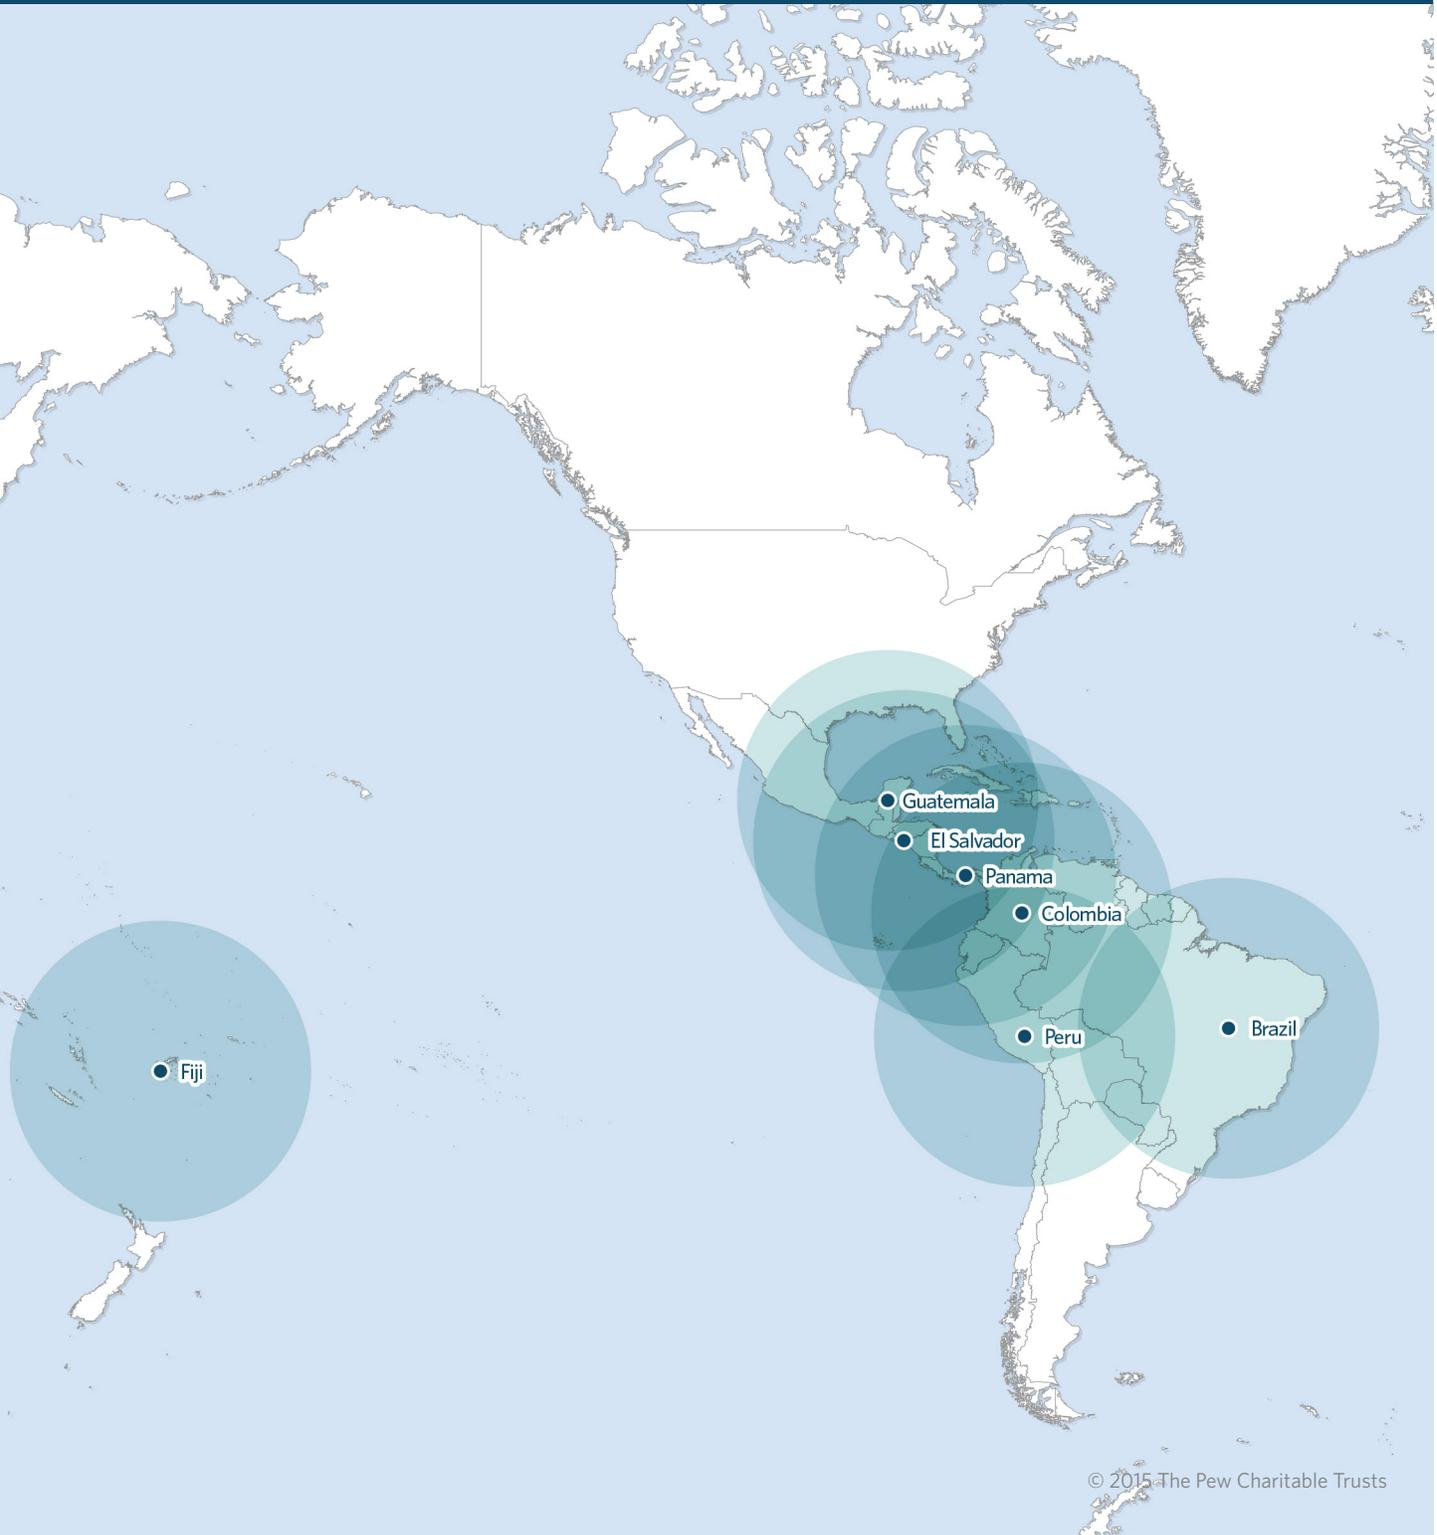 Guatemala
El Salvador
Panama
Colombia
Brazil
Peru
Fiji
© 2015 The Pew Charitable Trusts